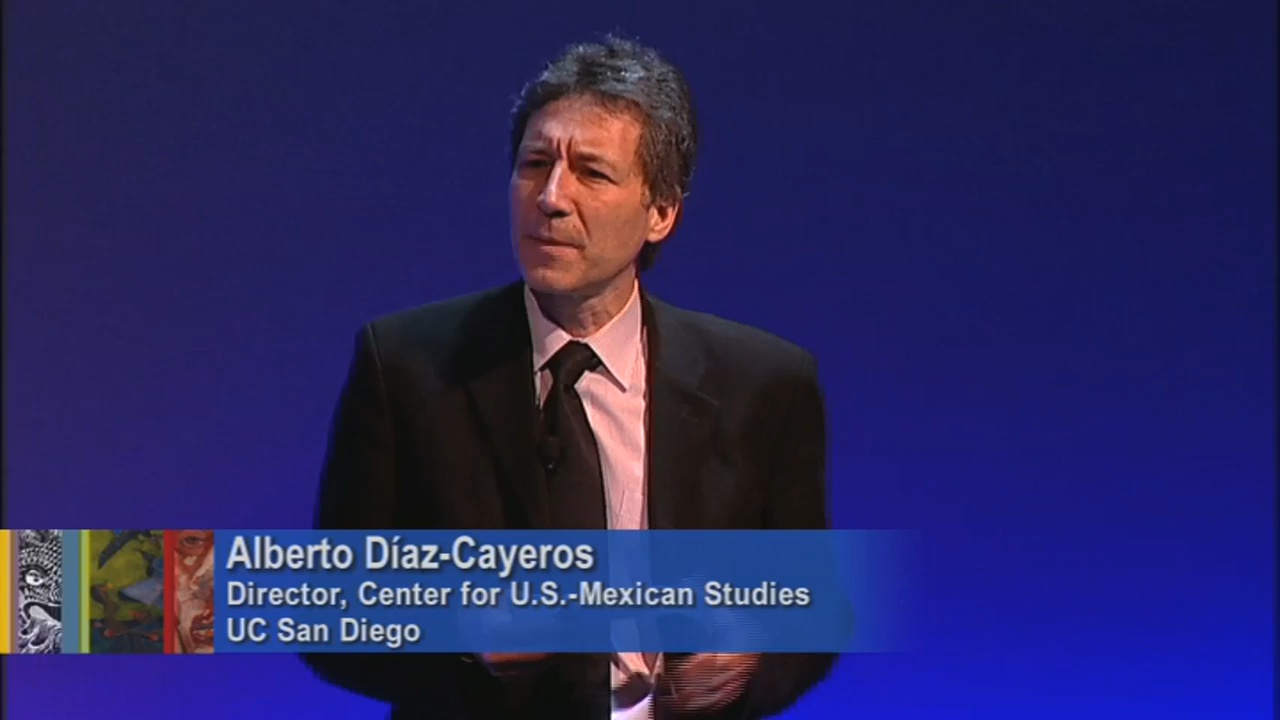 Alberto Díaz-Cayeros
Director, Center for U.S.-Mexican Studies
UC San Diego